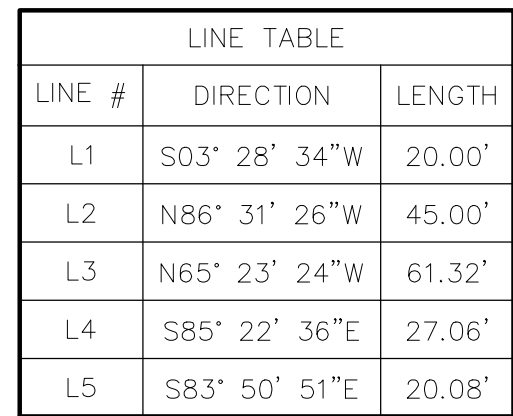 LINE TABLE
LINE # DIRECTION LENGTH
L1 S03° 28' 34"W 20.00'
L2 N86° 31' 26"W 45.00'
L3 N65° 23' 24"W 61.32'
L4 S85° 22' 36"E 27.06'
L5 S83° 50' 51"E 20.08'